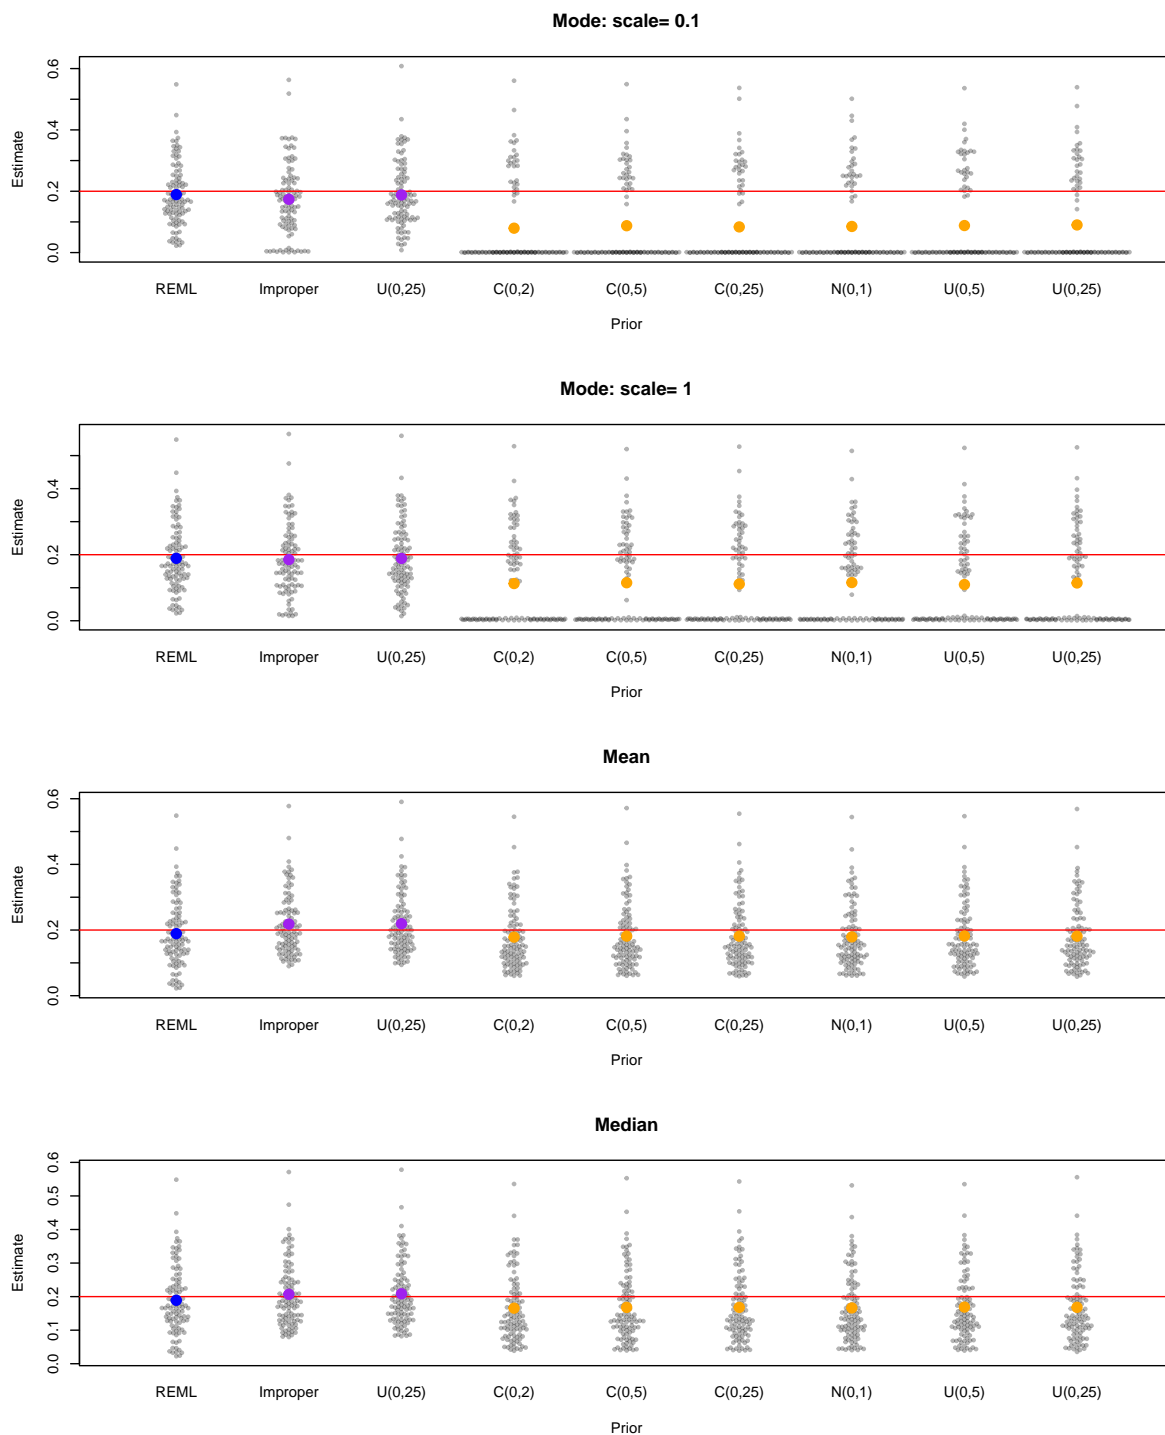 Mode: scale= 0.1
0.6
0.4
0.2
0.0
Estimate
REML Improper U(0,25) C(0,2) C(0,5) C(0,25) N(0,1) U(0,5) U(0,25)
Prior
Mode: scale= 1
0.4
0.2
0.0
Estimate
REML Improper U(0,25) C(0,2) C(0,5) C(0,25) N(0,1) U(0,5) U(0,25)
Prior
Mean
0.6
0.4
0.2
0.0
Estimate
REML Improper U(0,25) C(0,2) C(0,5) C(0,25) N(0,1) U(0,5) U(0,25)
Prior
Median
0.6
0.5
0.4
0.3
0.2
0.1
0.0
Estimate
REML Improper U(0,25) C(0,2) C(0,5) C(0,25) N(0,1) U(0,5) U(0,25)
Prior